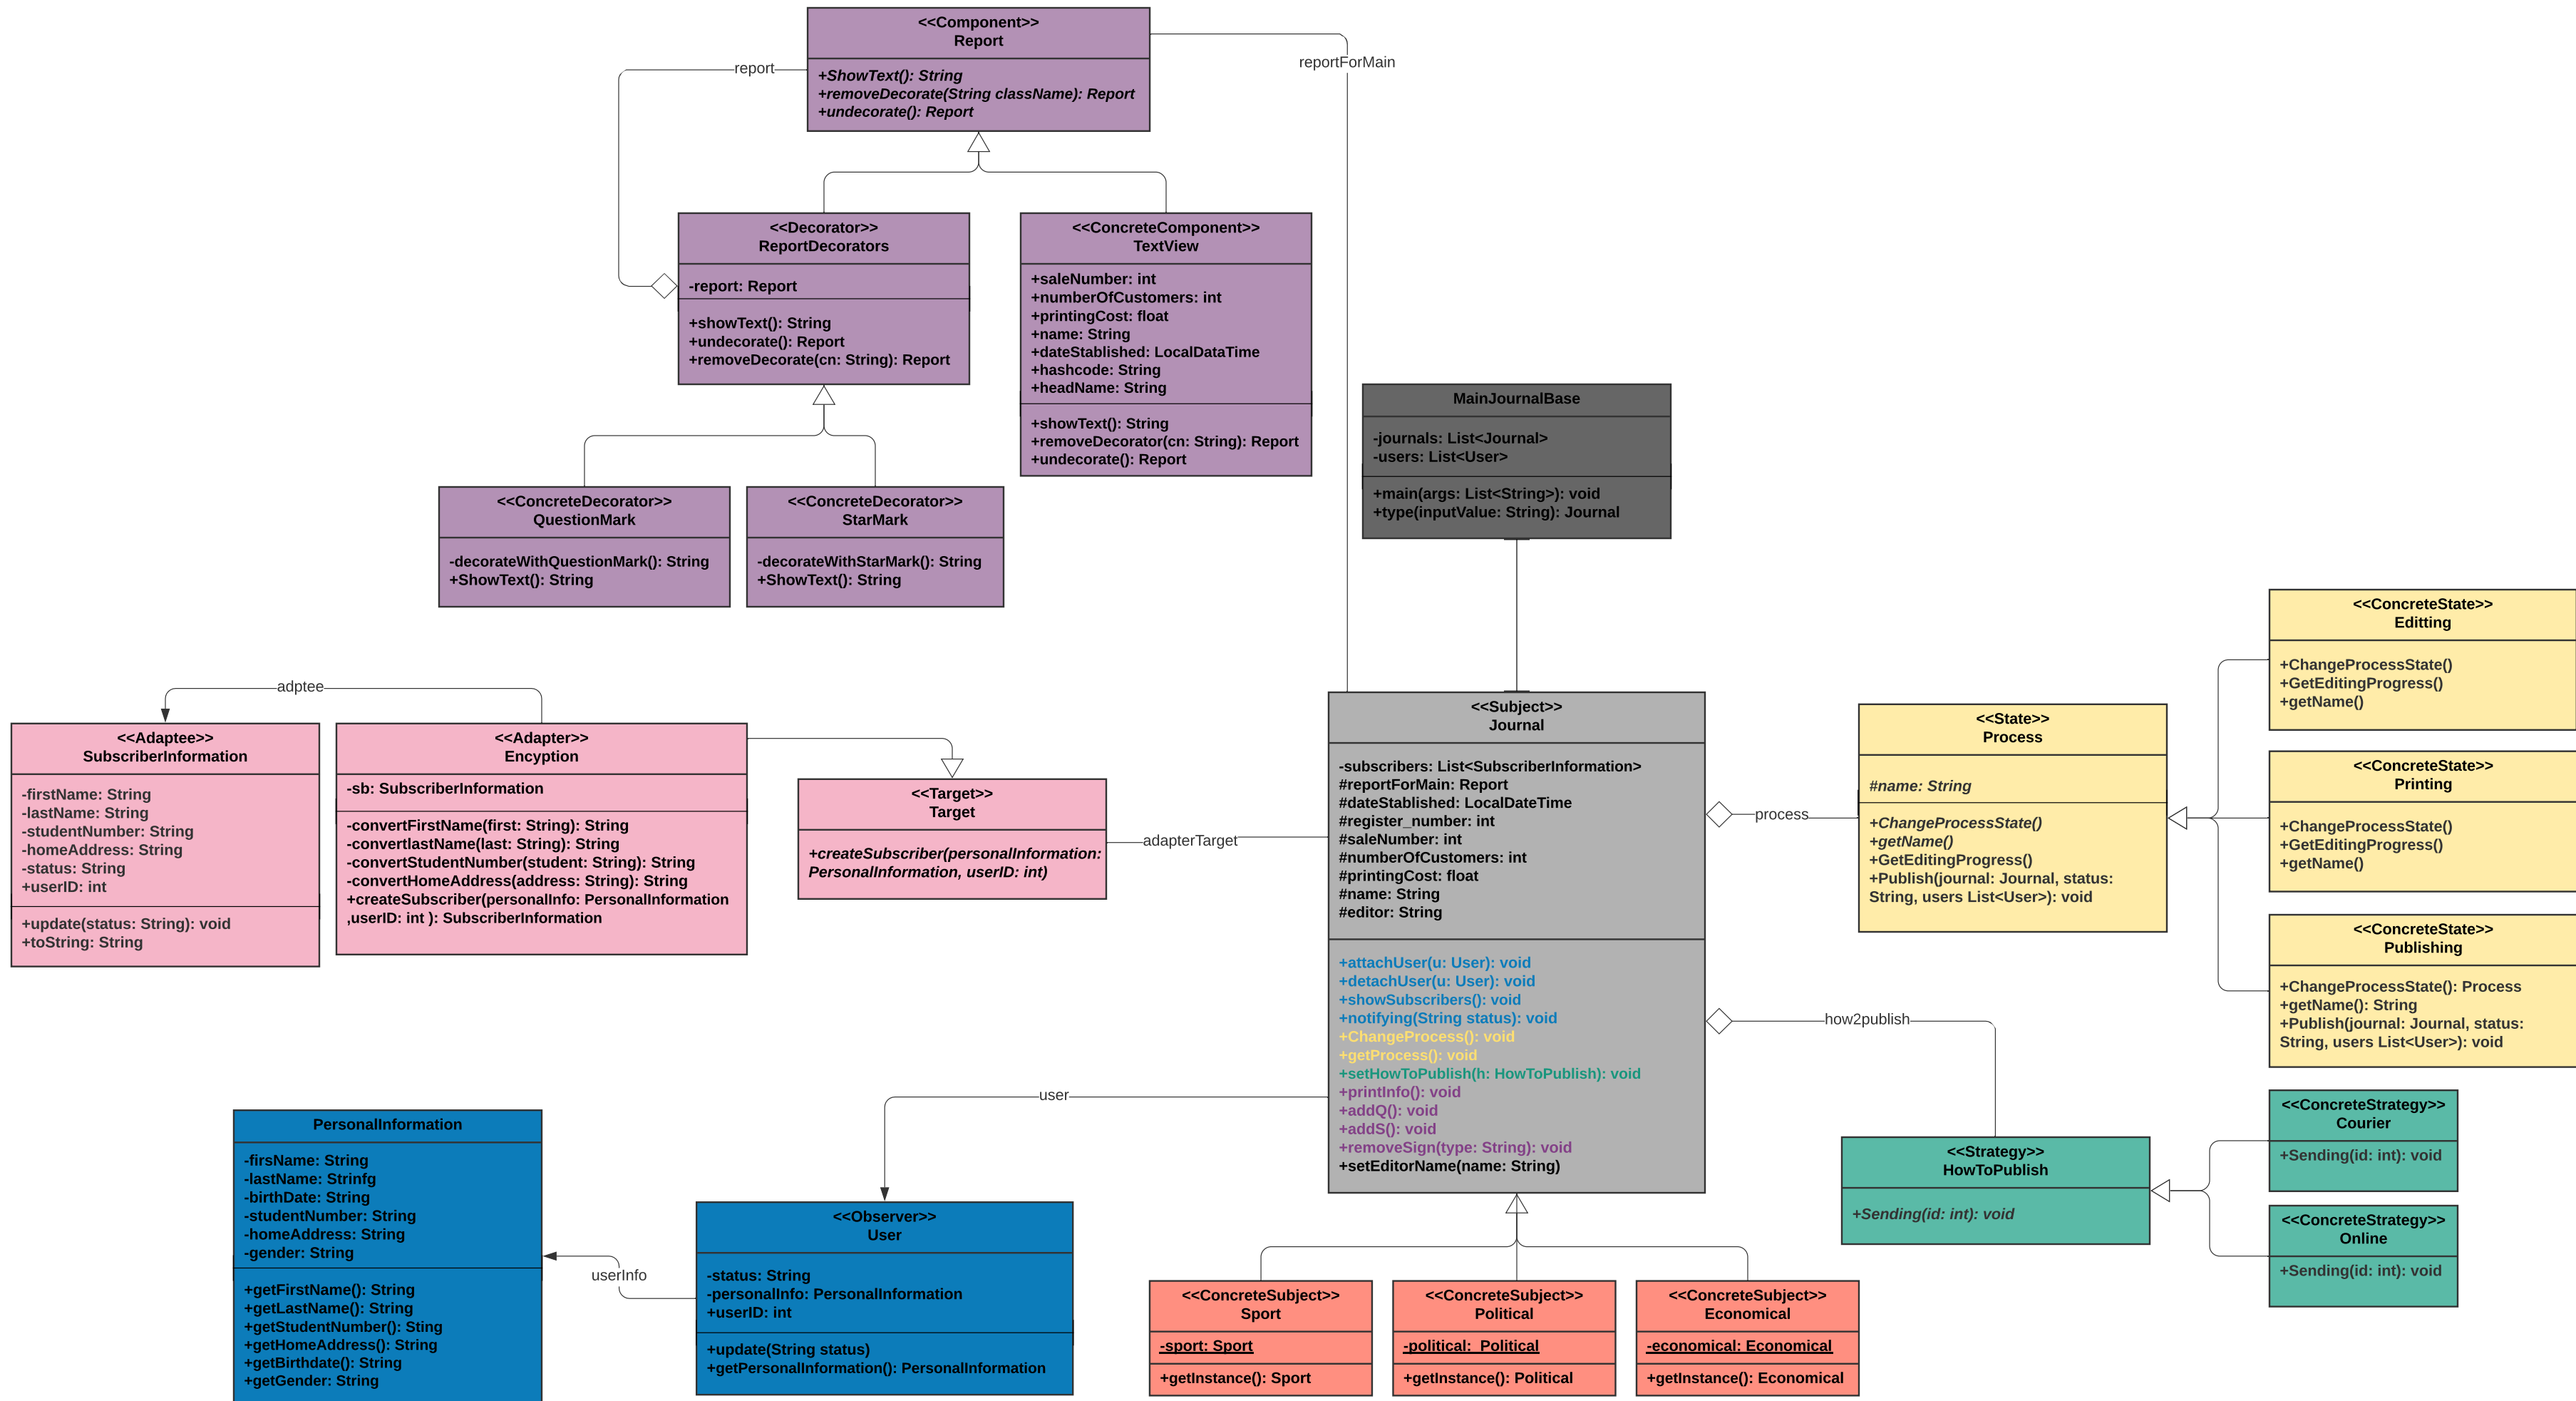 <<Component>>
Report
+ShowText(): String
+removeDecorate(String className): Report
+undecorate(): Report
report
reportForMain
<<Decorator>>
ReportDecorators
-report: Report
+showText(): String
+undecorate(): Report
+removeDecorate(cn: String): Report
<<ConcreteComponent>>
TextView
+saleNumber: int
+numberOfCustomers: int
+printingCost: float
+name: String
+dateStablished: LocalDataTime
+hashcode: String
+headName: String
+showText(): String
+removeDecorator(cn: String): Report
+undecorate(): Report
<<ConcreteDecorator>>
QuestionMark
-decorateWithQuestionMark(): String
+ShowText(): String
<<ConcreteDecorator>>
StarMark
-decorateWithStarMark(): String
+ShowText(): String
MainJournalBase
-journals: List<Journal>
-users: List<User>
+main(args: List<String>): void
+type(inputValue: String): Journal
adptee
<<Adaptee>>
SubscriberInformation
-firstName: String
-lastName: String
-studentNumber: String
-homeAddress: String
-status: String
+userID: int
+update(status: String): void
+toString: String
<<Adapter>>
Encyption
-sb: SubscriberInformation
-convertFirstName(first: String): String
-convertlastName(last: String): String
-convertStudentNumber(student: String): String
-convertHomeAddress(address: String): String
+createSubscriber(personalInfo: PersonalInformation
,userID: int ): SubscriberInformation
<<Target>>
Target
+createSubscriber(personalInformation:
PersonalInformation, userID: int)
adapterTarget
<<Subject>>
Journal
-subscribers: List<SubscriberInformation>
#reportForMain: Report
#dateStablished: LocalDateTime
#register_number: int
#saleNumber: int
#numberOfCustomers: int
#printingCost: float
#name: String
#editor: String
+attachUser(u: User): void
+detachUser(u: User): void
+showSubscribers(): void
+notifying(String status): void
+ChangeProcess(): void
+getProcess(): void
+setHowToPublish(h: HowToPublish): void
+printInfo(): void
+addQ(): void
+addS(): void
+removeSign(type: String): void
+setEditorName(name: String)
process
<<State>>
Process
#name: String
+ChangeProcessState()
+getName()
+GetEditingProgress()
+Publish(journal: Journal, status:
String, users List<User>): void
<<ConcreteState>>
Editting
+ChangeProcessState()
+GetEditingProgress()
+getName()
<<ConcreteState>>
Printing
+ChangeProcessState()
+GetEditingProgress()
+getName()
<<ConcreteState>>
Publishing
+ChangeProcessState(): Process
+getName(): String
+Publish(journal: Journal, status:
String, users List<User>): void
how2publish
<<Strategy>>
HowToPublish
+Sending(id: int): void
<<ConcreteStrategy>>
Courier
+Sending(id: int): void
<<ConcreteStrategy>>
Online
+Sending(id: int): void
user
PersonalInformation
-firsName: String
-lastName: Strinfg
-birthDate: String
-studentNumber: String
-homeAddress: String
-gender: String
+getFirstName(): String
+getLastName(): String
+getStudentNumber(): Sting
+getHomeAddress(): String
+getBirthdate(): String
+getGender: String
userInfo
<<Observer>>
User
-status: String
-personalInfo: PersonalInformation
+userID: int
+update(String status)
+getPersonalInformation(): PersonalInformation
<<ConcreteSubject>>
Sport
-sport: Sport
+getInstance(): Sport
<<ConcreteSubject>>
Political
-political:  Political
+getInstance(): Political
<<ConcreteSubject>>
Economical
-economical: Economical
+getInstance(): Economical